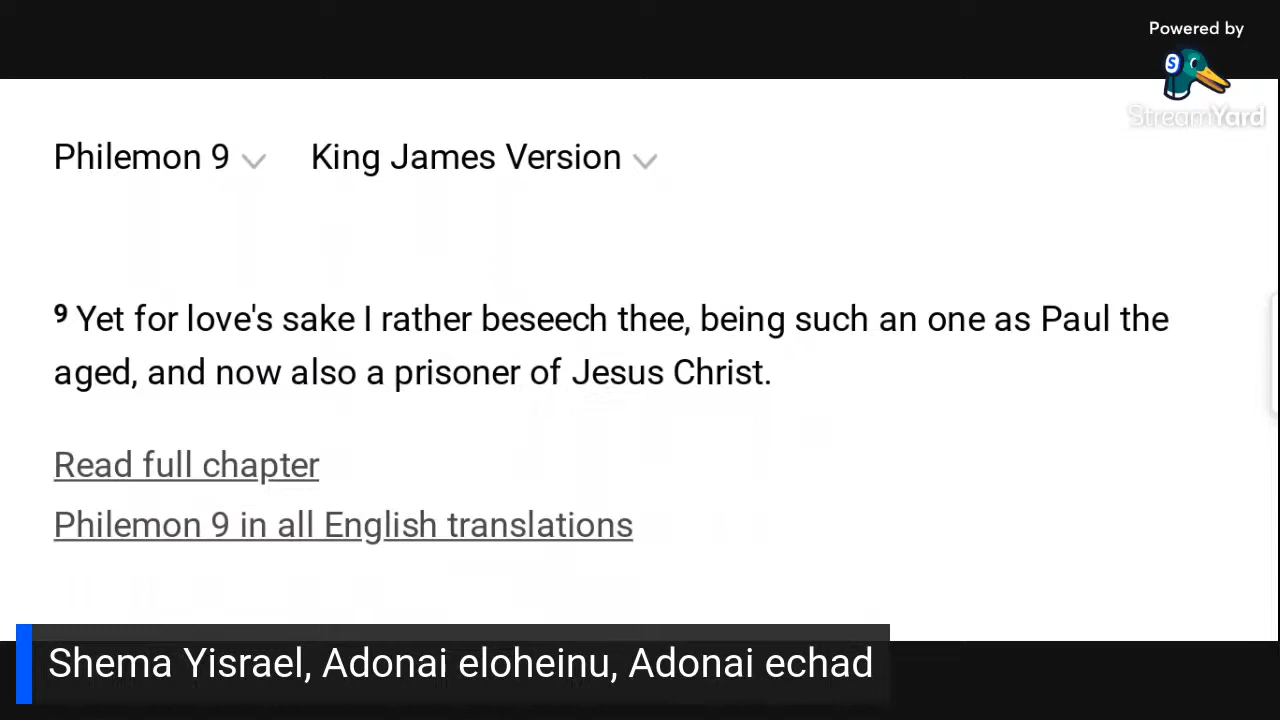 Powered by
StreamYard
Philemon 9 King James Version
9 Yet for love's sake I rather beseech thee, being such an one as Paul the
aged, and now also a prisoner of Jesus Christ.
Read full chapter
Philemon 9 in all English translations
Shema Yisrael, Adonai eloheinu, Adonai echad